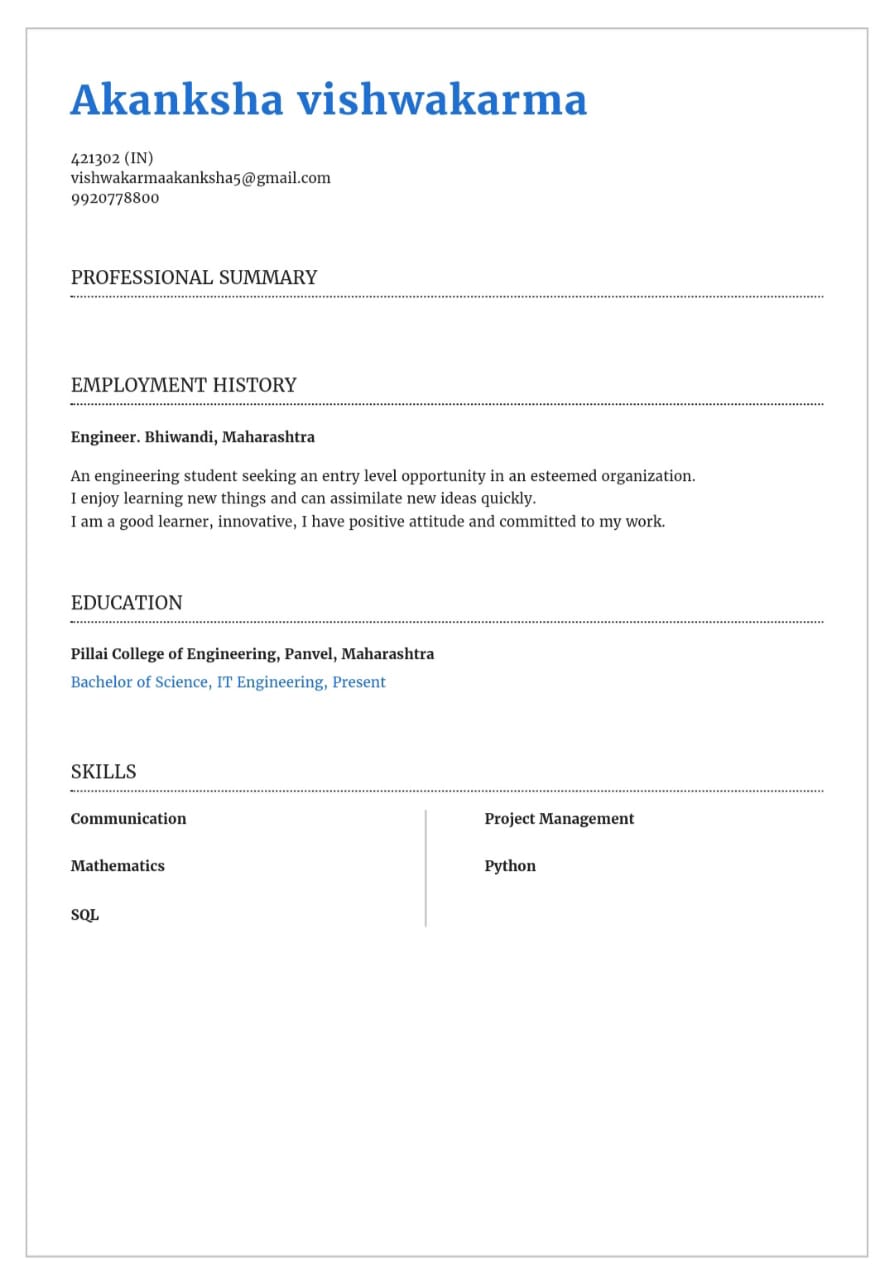 Akanksha vishwakarma
421302 (IN)
vishwakarmaakanksha5@gmail.com
9920778800
PROFESSIONAL SUMMARY
EMPLOYMENT HISTORY
Engineer. Bhiwandi, Maharashtra
An engineering student seeking an entry level opportunity in an esteemed organization.
I enjoy learning new things and can assimilate new ideas quickly.
I am a good learner, innovative, I have positive attitude and committed to my work.
EDUCATION
Pillai College of Engineering, Panvel, Maharashtra
Bachelor of Science, IT Engineering, Present
SKILLS
Communication
Mathematics
SQL
Project Management
Python